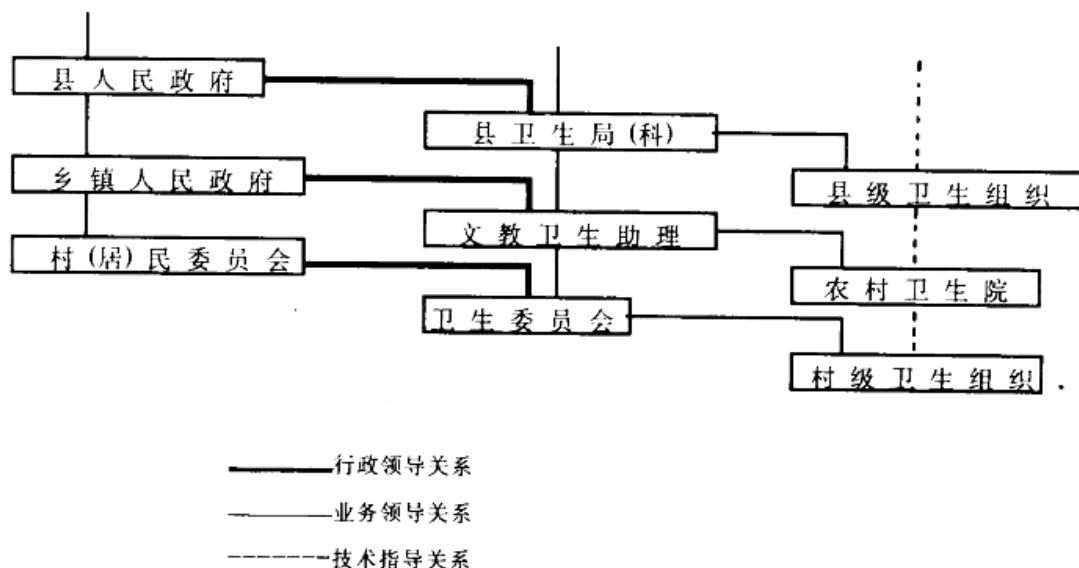 县人民政府
县卫生局(科)
县级卫生组织
乡镇人民政府
文教卫生助理
农村卫生院
村(居)民委员会
卫生委员会
村级卫生组织
行政领导关系
业务领导关系
技术指导关系